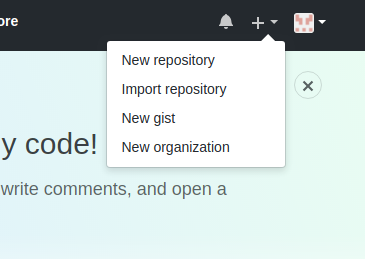 ore
New repository
Import repository
New gist
New organization
y code!
write comments, and open a